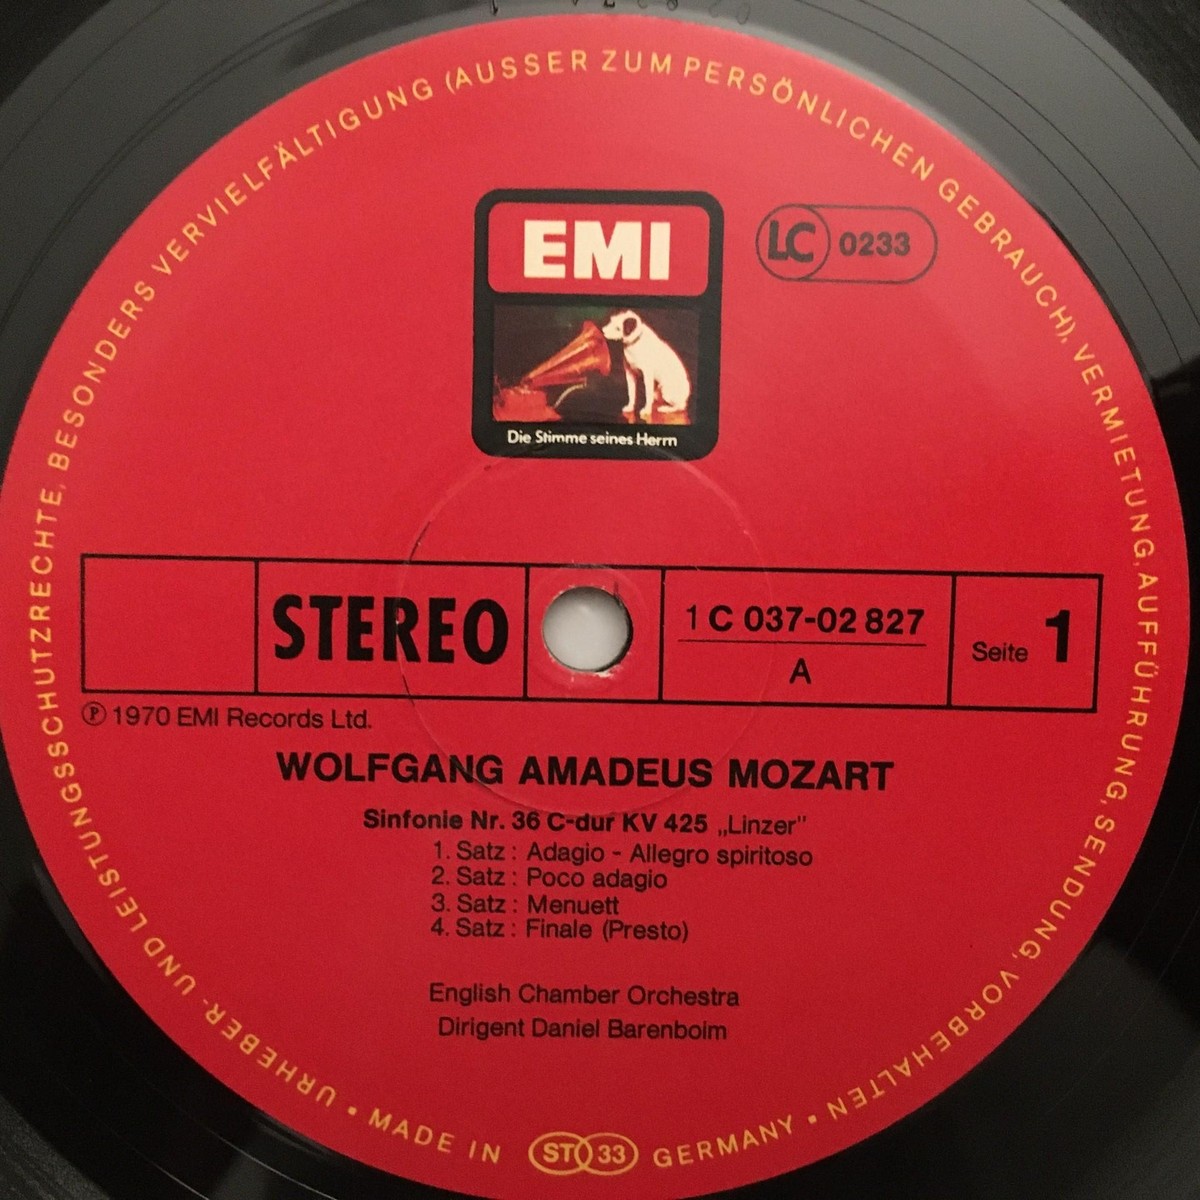 URHEBER- UND LEISTUNGSSCHUTZRECHTE, BESONDERS VERVIELFÄLTIGUNG (AUSSER ZUM PERSÖNLICHEN GEBRAUCH), VERMIETUNG, AUFFÜHRUNG, SENDUNG, VORBEHALTEN •
EMI
LC 0233
Die Stimme seines Herrn
STEREO
1 C 037-02 827
A
Seite 1
℗ 1970 EMI Records Ltd.
WOLFGANG AMADEUS MOZART
Sinfonie Nr. 36 C-dur KV 425 „Linzer"
1. Satz : Adagio - Allegro spiritoso
2. Satz : Poco adagio
3. Satz : Menuett
4. Satz : Finale (Presto)
English Chamber Orchestra
Dirigent Daniel Barenboim
• MADE IN ST 33 GERMANY